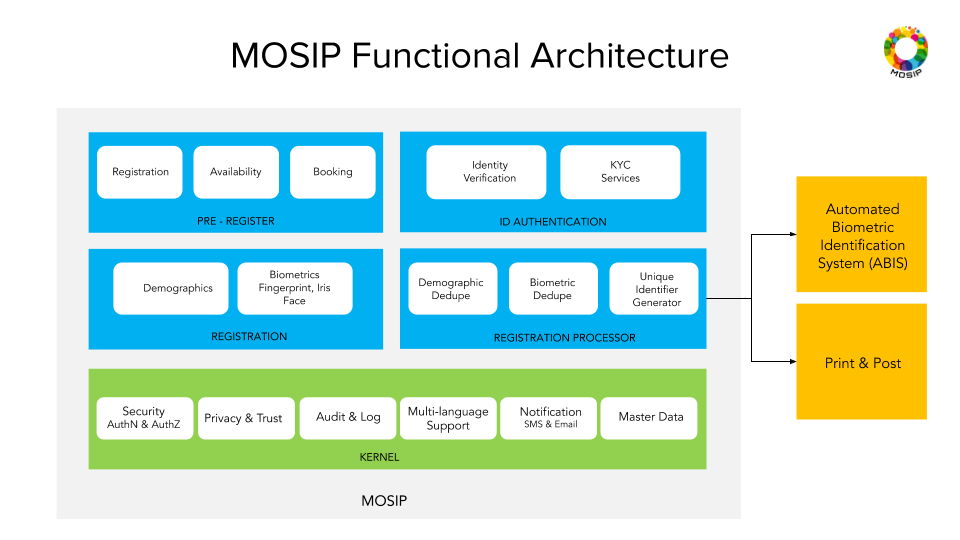 MOSIP Functional Architecture
MOSIP
Registration
Availability
Booking
PRE - REGISTER
Identity
Verification
KYC
Services
ID AUTHENTICATION
Demographics
Biometrics
Fingerprint, Iris
Face
REGISTRATION
Demographic
Dedupe
Biometric
Dedupe
Unique
Identifier
Generator
REGISTRATION PROCESSOR
Automated
Biometric
Identification
System (ABIS)
Print & Post
Security
AuthN & AuthZ
Privacy & Trust
Audit & Log
Multi-language
Support
Notification
SMS & Email
Master Data
KERNEL
MOSIP